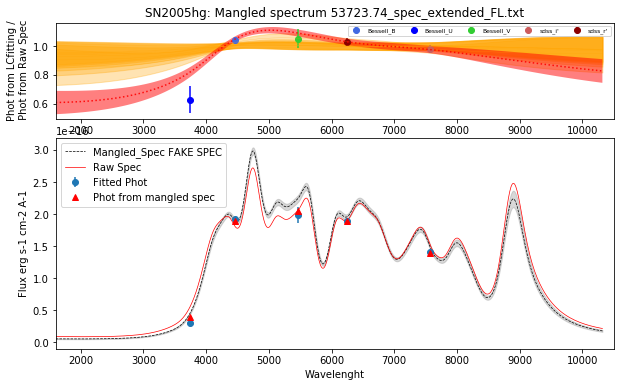 SN2005hg: Mangled spectrum 53723.74_spec_extended_FL.txt
Phot from LCfitting /
Phot from Raw Spec
1.0
0.8
0.6
Bessell_B
Bessell_U
Bessell_V
sdss_i'
sdss_r'
2000 3000 4000 5000 6000 7000 8000 9000 10000
1e-16
Flux erg s-1 cm-2 A-1
3.0
2.5
2.0
1.5
1.0
0.5
0.0
Mangled_Spec FAKE SPEC
Raw Spec
Fitted Phot
Phot from mangled spec
2000 3000 4000 5000 6000 7000 8000 9000 10000
Wavelenght